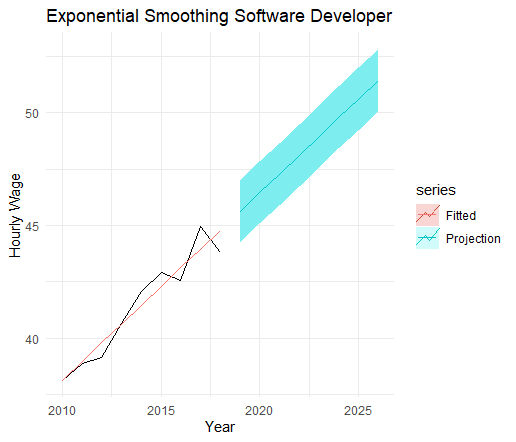 Exponential Smoothing Software Developer
50
45
40
Hourly Wage
2010 2015 2020 2025
Year
series
Fitted
Projection